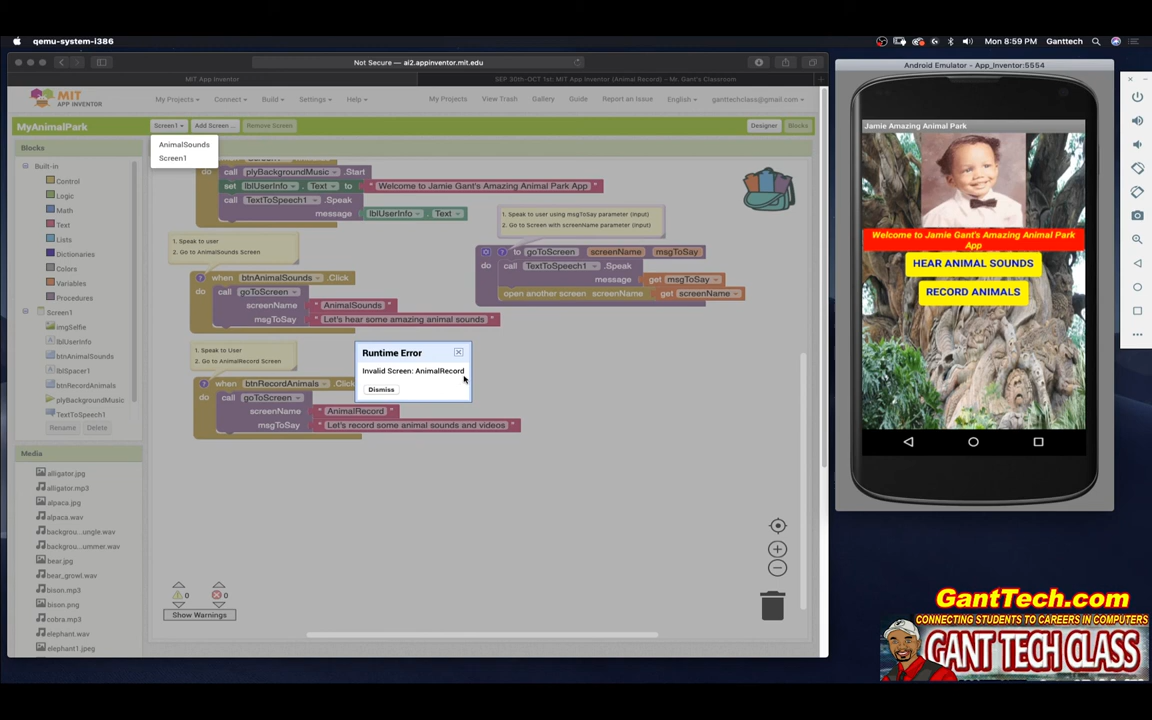 qemu-system-i386
Mon 8:59 PM Ganttech
Not Secure — ai2.appinventor.mit.edu
MIT App Inventor
SEP 30th-OCT 1st: MIT App Inventor (Animal Record) – Mr. Gant's Classroom
MIT
APP INVENTOR
My Projects Connect Build Settings Help
My Projects View Trash Gallery Guide Report an Issue English ganttechclass@gmail.com
MyAnimalPark
Screen1 Add Screen ... Remove Screen
Designer Blocks
AnimalSounds
Screen1
Blocks
Built-in
Control
Logic
Math
Text
Lists
Dictionaries
Colors
Variables
Procedures
Screen1
imgSelfie
lblUserInfo
btnAnimalSounds
lblSpacer1
btnRecordAnimals
plyBackgroundMusic
TextToSpeech1
Rename Delete
Media
alligator.jpg
alligator.mp3
alpaca.jpg
alpaca.wav
backgrou...ungle.wav
backgrou...ummer.wav
bear.jpg
bear_growl.wav
bison.mp3
bison.png
cobra.mp3
elephant.wav
elephant1.jpeg
do call plyBackgroundMusic .Start
set lblUserInfo . Text to " Welcome to Jamie Gant's Amazing Animal Park App "
call TextToSpeech1 .Speak
message lblUserInfo . Text
1. Speak to user
2. Go to AnimalSounds Screen
when btnAnimalSounds .Click
do call goToScreen
screenName " AnimalSounds "
msgToSay " Let's hear some amazing animal sounds "
1. Speak to User
2. Go to AnimalRecord Screen
when btnRecordAnimals .Click
do call goToScreen
screenName " AnimalRecord "
msgToSay " Let's record some animal sounds and videos "
1. Speak to user using msgToSay parameter (input)
2. Go to Screen with screenName parameter (input)
to goToScreen screenName msgToSay
do call TextToSpeech1 .Speak
message get msgToSay
open another screen screenName get screenName
Runtime Error
Invalid Screen: AnimalRecord
Dismiss
0 0
Show Warnings
Android Emulator - App_Inventor:5554
Jamie Amazing Animal Park
Welcome to Jamie Gant's Amazing Animal Park
App
HEAR ANIMAL SOUNDS
RECORD ANIMALS
GantTech.com
CONNECTING STUDENTS TO CAREERS IN COMPUTERS
GANT TECH CLASS